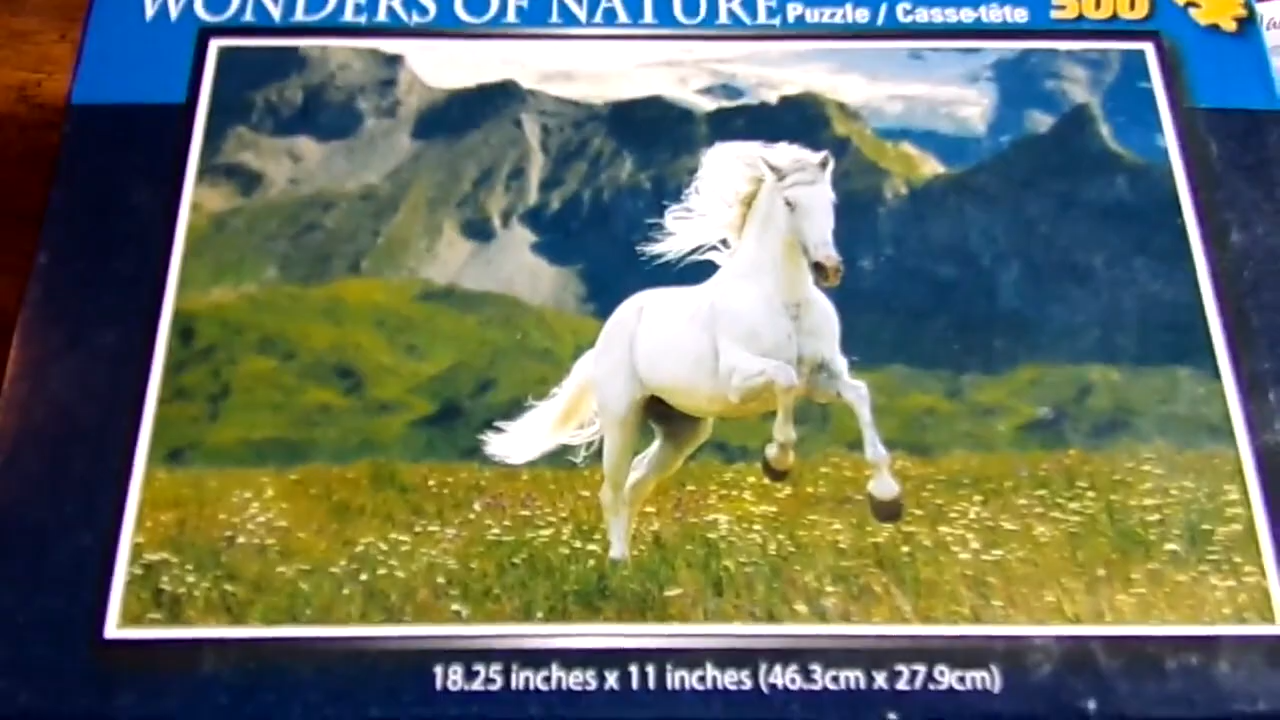 WONDERS OF NATURE Puzzle / Casse-tête 500
18.25 inches x 11 inches (46.3cm x 27.9cm)